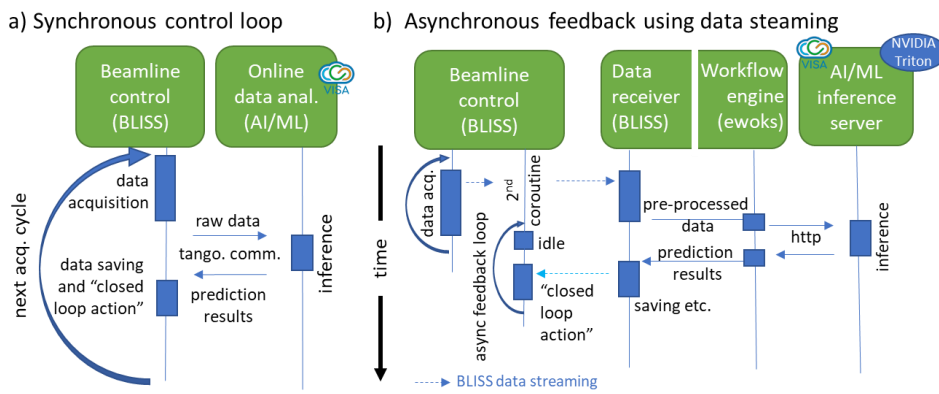 a) Synchronous control loop
Beamline
control
(BLISS)
Online
data anal.
(AI/ML)
VISA
next acq. cycle
data
acquisition
raw data
tango. comm.
inference
data saving
and “closed
loop action”
prediction
results
time
b) Asynchronous feedback using data streaming
Beamline
control
(BLISS)
Data
receiver
(BLISS)
Workflow
engine
(ewoks)
VISA
NVIDIA
Triton
AI/ML
inference
server
data acq.
2nd
coroutine
async feedback loop
idle
“closed
loop
action”
pre-processed
data
http
prediction
results
inference
saving etc.
BLISS data streaming